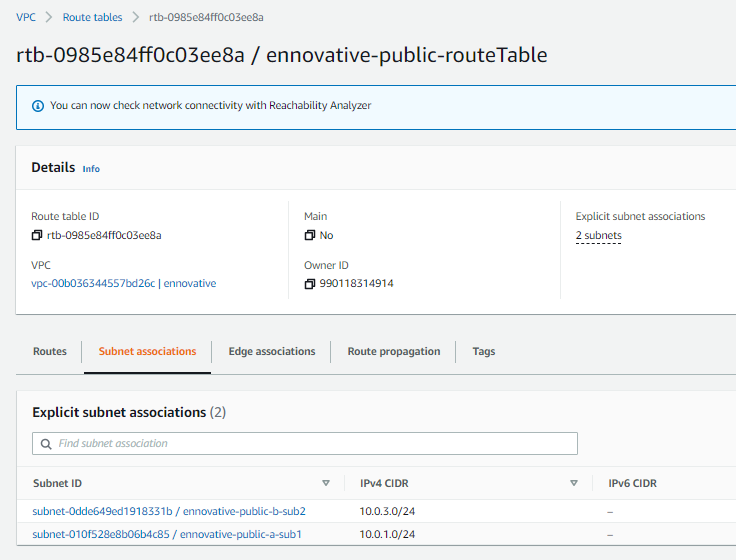 VPC > Route tables > rtb-0985e84ff0c03ee8a
rtb-0985e84ff0c03ee8a / ennovative-public-routeTable
You can now check network connectivity with Reachability Analyzer
Details Info
Route table ID
rtb-0985e84ff0c03ee8a
Main
No
Explicit subnet associations
2 subnets
VPC
vpc-00b036344557bd26c | ennovative
Owner ID
990118314914
Routes Subnet associations Edge associations Route propagation Tags
Explicit subnet associations (2)
Find subnet association
Subnet ID IPv4 CIDR IPv6 CIDR
subnet-0dde649ed1918331b / ennovative-public-b-sub2 10.0.3.0/24 –
subnet-010f528e8b06b4c85 / ennovative-public-a-sub1 10.0.1.0/24 –